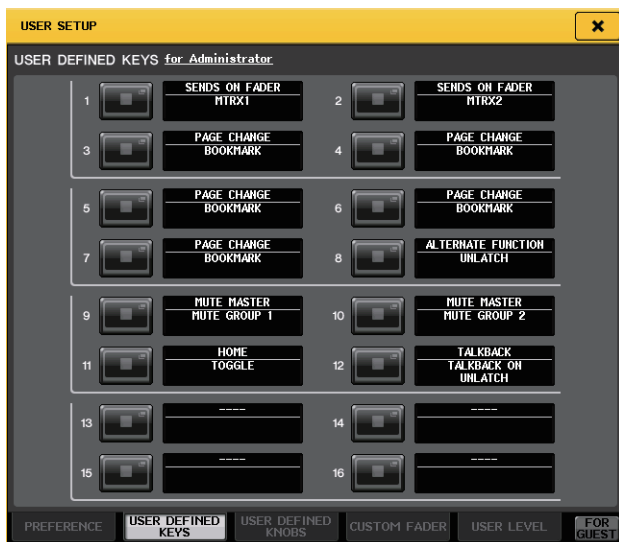 USER SETUP
USER DEFINED KEYS for Administrator
1 SENDS ON FADER 2 SENDS ON FADER
MTRX1 MTRX2
3 PAGE CHANGE 4 PAGE CHANGE
BOOKMARK BOOKMARK
5 PAGE CHANGE 6 PAGE CHANGE
BOOKMARK BOOKMARK
7 PAGE CHANGE 8 ALTERNATE FUNCTION
BOOKMARK UNLATCH
9 MUTE MASTER 10 MUTE MASTER
MUTE GROUP 1 MUTE GROUP 2
11 HOME 12 TALKBACK
TOGGLE TALKBACK ON
UNLATCH
13 ---- 14 ----
15 ---- 16 ----
PREFERENCE USER DEFINED KEYS USER DEFINED KNOBS CUSTOM FADER USER LEVEL FOR GUEST